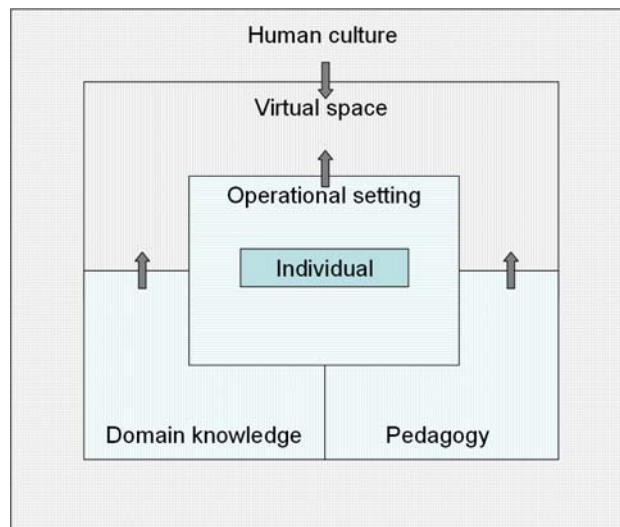 Human culture
Virtual space
Operational setting
Individual
Domain knowledge
Pedagogy